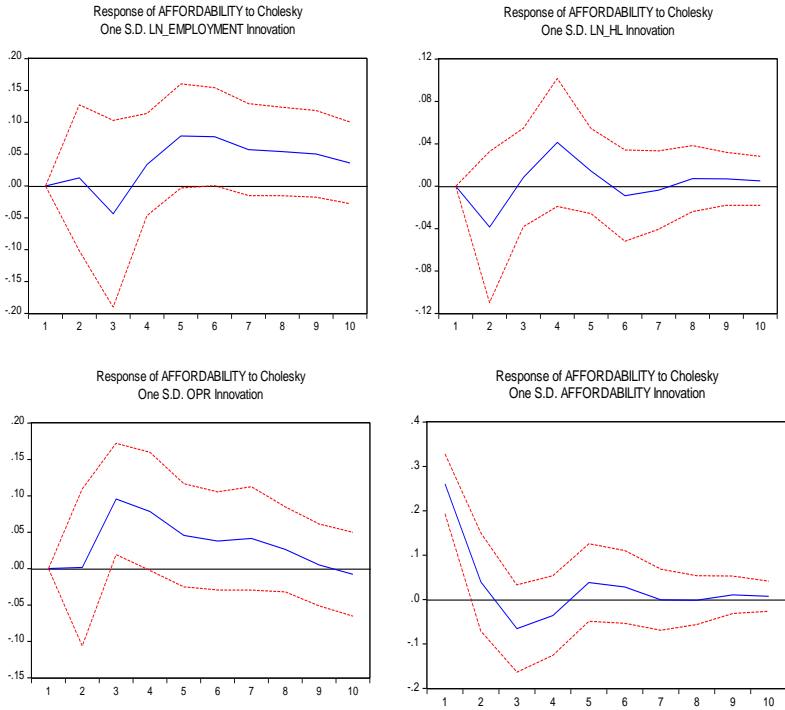 Response of AFFORDABILITY to Cholesky
One S.D. LN_EMPLOYMENT Innovation
.20
.15
.10
.05
.00
-.05
-.10
-.15
-.20
1 2 3 4 5 6 7 8 9 10
Response of AFFORDABILITY to Cholesky
One S.D. LN_HL Innovation
.12
.08
.04
.00
-.04
-.08
-.12
1 2 3 4 5 6 7 8 9 10
Response of AFFORDABILITY to Cholesky
One S.D. OPR Innovation
.20
.15
.10
.05
.00
-.05
-.10
-.15
1 2 3 4 5 6 7 8 9 10
Response of AFFORDABILITY to Cholesky
One S.D. AFFORDABILITY Innovation
.4
.3
.2
.1
.0
-.1
-.2
1 2 3 4 5 6 7 8 9 10